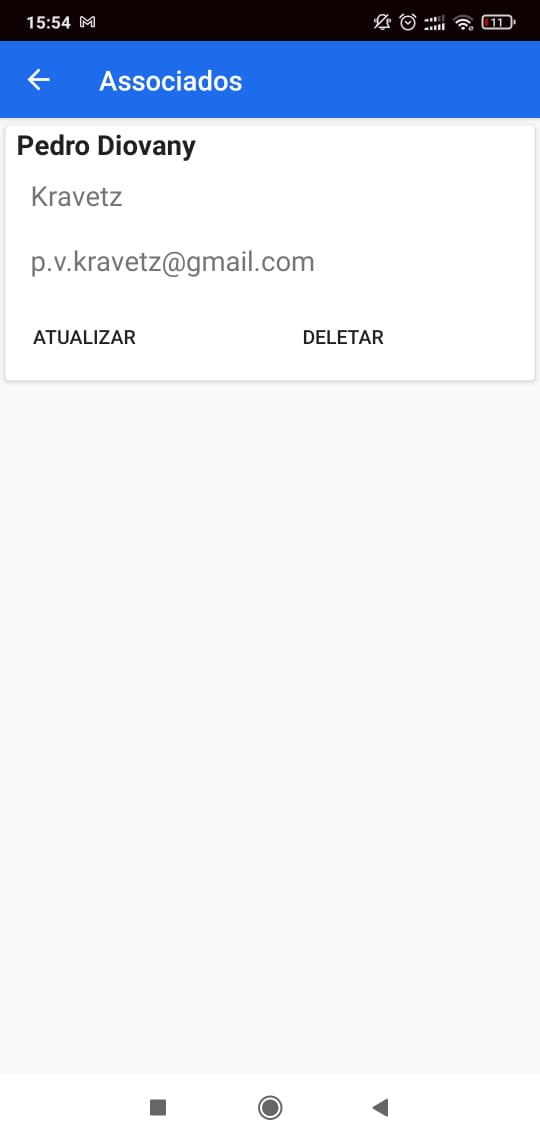 15:54
11
Associados
Pedro Diovany
Kravetz
p.v.kravetz@gmail.com
ATUALIZAR
DELETAR